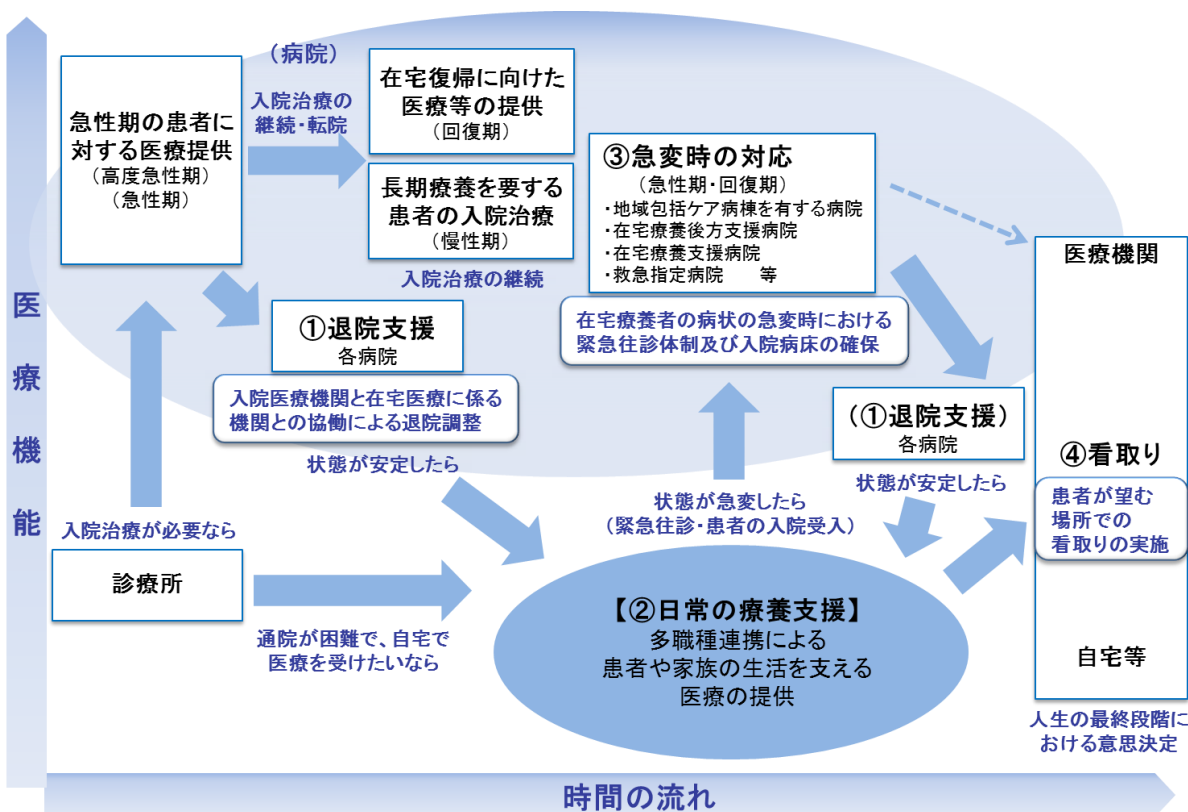 (病院)
急性期の患者に
対する医療提供
(高度急性期)
(急性期)
入院治療の
継続・転院
在宅復帰に向けた
医療等の提供
(回復期)
長期療養を要する
患者の入院治療
(慢性期)
入院治療の継続
③急変時の対応
(急性期・回復期)
・地域包括ケア病棟を有する病院
・在宅療養後方支援病院
・在宅療養支援病院
・救急指定病院 等
在宅療養者の病状の急変時における
緊急往診体制及び入院病床の確保
①退院支援
各病院
入院医療機関と在宅医療に係る
機関との協働による退院調整
状態が安定したら
(①退院支援)
各病院
状態が安定したら
状態が急変したら
(緊急往診・患者の入院受入)
入院治療が必要なら
診療所
通院が困難で、自宅で
医療を受けたいなら
【②日常の療養支援】
多職種連携による
患者や家族の生活を支える
医療の提供
医療機関
④看取り
患者が望む
場所での
看取りの実施
自宅等
人生の最終段階に
おける意思決定
医療機能
時間の流れ